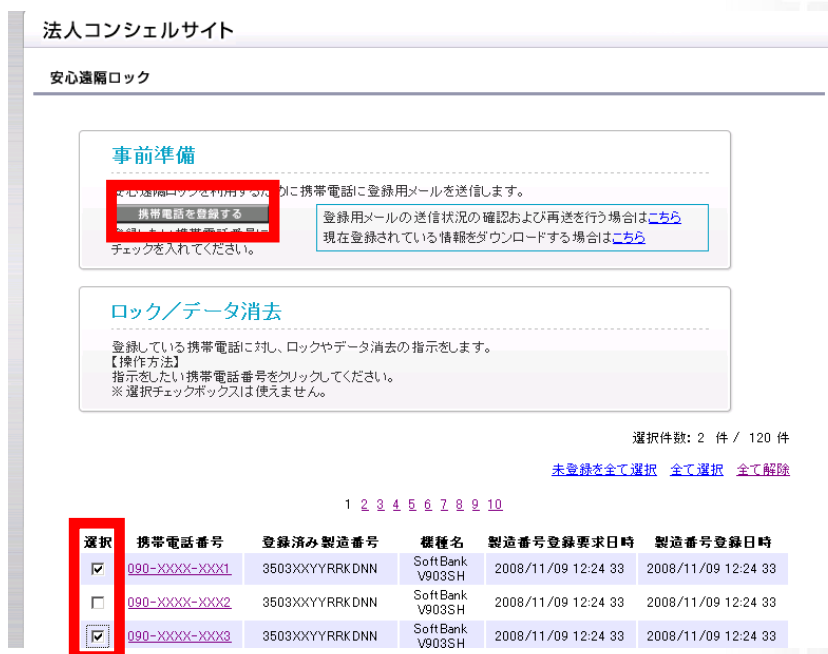 法人コンシェルサイト
安心遠隔ロック
事前準備
安心遠隔ロックを利用するために携帯電話に登録用メールを送信します。
携帯電話を登録する
チェックを入れてください。
登録用メールの送信状況の確認および再送を行う場合はこちら
現在登録されている情報をダウンロードする場合はこちら
ロック／データ消去
登録している携帯電話に対し、ロックやデータ消去の指示をします。
【操作方法】
指示をしたい携帯電話番号をクリックしてください。
※選択チェックボックスは使えません。
選択件数: 2 件 / 120 件
未登録を全て選択 全て選択 全て解除
1 2 3 4 5 6 7 8 9 10
選択 携帯電話番号 登録済み製造番号 機種名 製造番号登録要求日時 製造番号登録日時
090-XXXX-XXX1 3503XXYYRRKDNN SoftBank V903SH 2008/11/09 12:24 33 2008/11/09 12:24 33
090-XXXX-XXX2 3503XXYYRRKDNN SoftBank V903SH 2008/11/09 12:24 33 2008/11/09 12:24 33
090-XXXX-XXX3 3503XXYYRRKDNN SoftBank V903SH 2008/11/09 12:24 33 2008/11/09 12:24 33